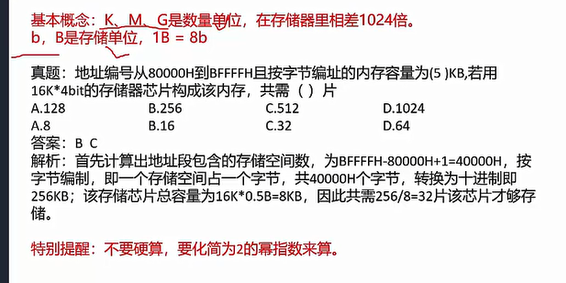 基本概念：K、M、G是数量单位，在存储器里相差1024倍。
b，B是存储单位，1B = 8b
真题：地址编号从80000H到BFFFFH且按字节编址的内存容量为(5 )KB,若用
16K*4bit的存储器芯片构成该内存，共需（ ）片
A.128 B.256 C.512 D.1024
A.8 B.16 C.32 D.64
答案：B C
解析：首先计算出地址段包含的存储空间数，为BFFFFH-80000H+1=40000H，按
字节编制，即一个存储空间占一个字节，共40000H个字节，转换为十进制即
256KB；该存储芯片总容量为16K*0.5B=8KB，因此共需256/8=32片该芯片才够存
储。
特别提醒：不要硬算，要化简为2的幂指数来算。